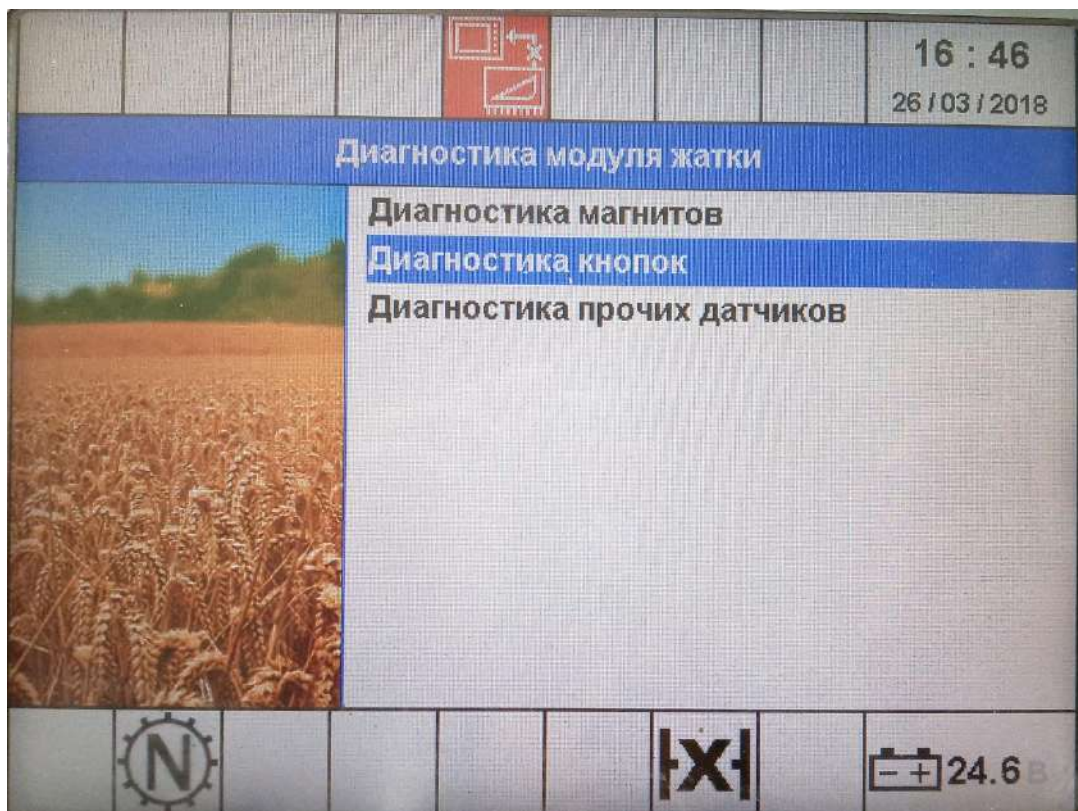 16 : 46
26 / 03 / 2018
Диагностика модуля жатки
Диагностика магнитов
Диагностика кнопок
Диагностика прочих датчиков
N
X
- + 24.6 В